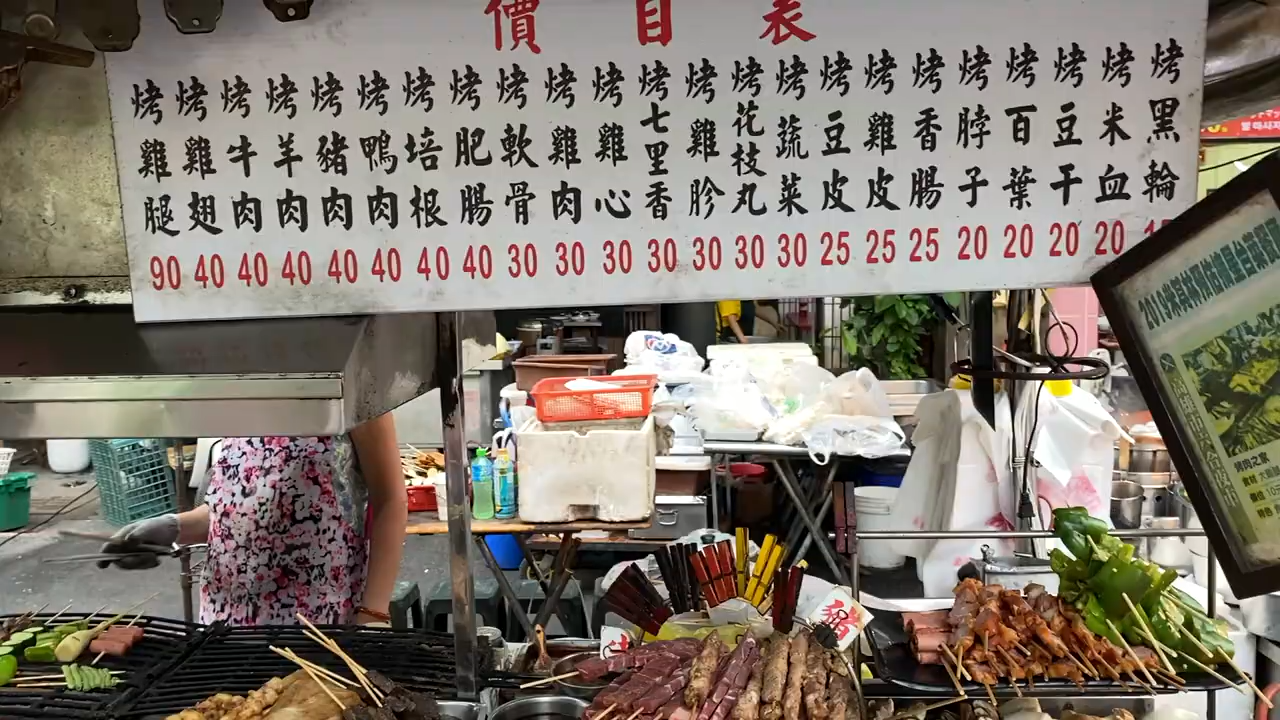 價目表
烤雞腿 90
烤雞翅 40
烤牛肉 40
烤羊肉 40
烤豬肉 40
烤鴨肉 40
烤培根 40
烤肥腸 40
烤軟骨 30
烤雞肉 30
烤雞心 30
烤七里香 30
烤雞胗 30
烤花枝丸 30
烤蔬菜 30
烤豆皮 25
烤雞皮 25
烤香腸 25
烤脖子 20
烤百葉 20
烤豆干 20
烤米血 20
烤黑輪
烤肉之家
豬